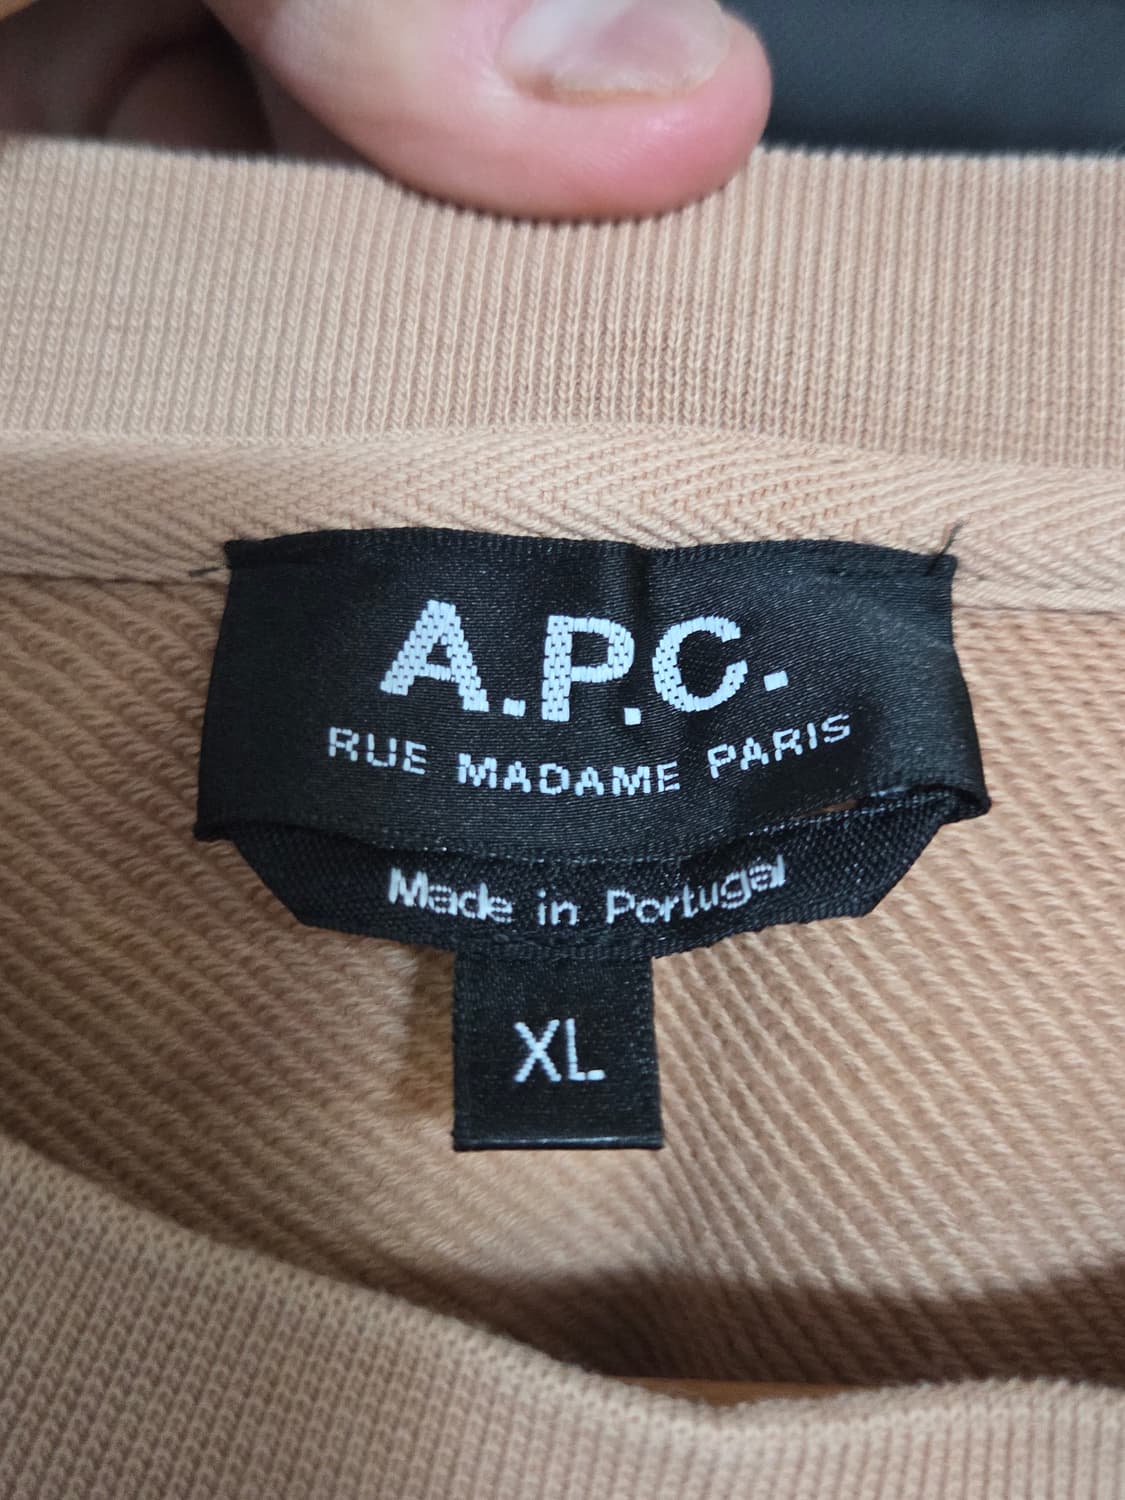 A.P.C.
RUE MADAME PARIS
Made in Portugal
XL